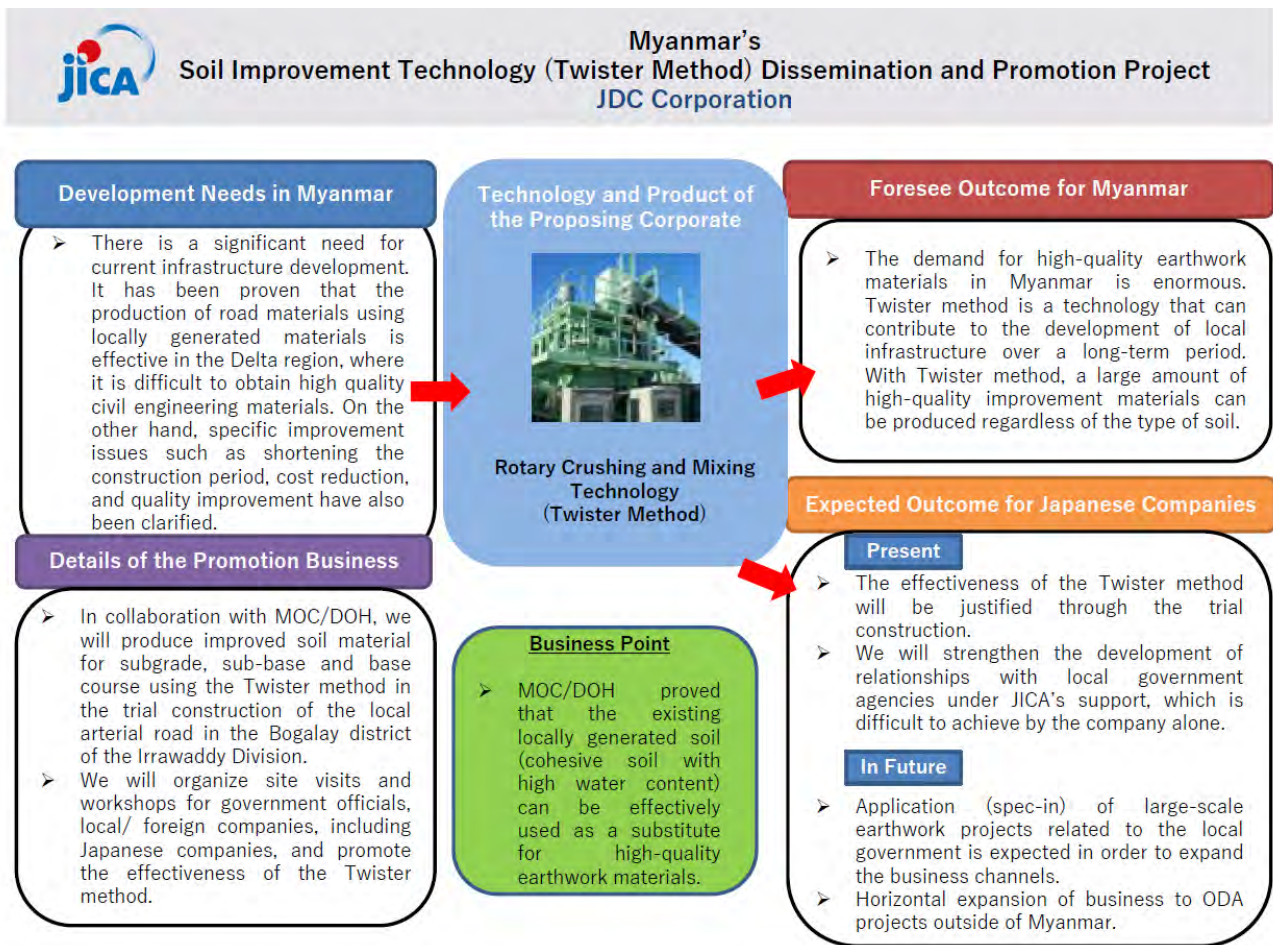 jICA
Myanmar's
Soil Improvement Technology (Twister Method) Dissemination and Promotion Project
JDC Corporation
Development Needs in Myanmar
➢ There is a significant need for
current infrastructure development.
It has been proven that the
production of road materials using
locally generated materials is
effective in the Delta region, where
it is difficult to obtain high quality
civil engineering materials. On the
other hand, specific improvement
issues such as shortening the
construction period, cost reduction,
and quality improvement have also
been clarified.
Details of the Promotion Business
➢ In collaboration with MOC/DOH, we
will produce improved soil material
for subgrade, sub-base and base
course using the Twister method in
the trial construction of the local
arterial road in the Bogalay district
of the Irrawaddy Division.
➢ We will organize site visits and
workshops for government officials,
local/ foreign companies, including
Japanese companies, and promote
the effectiveness of the Twister
method.
Technology and Product of
the Proposing Corporate
Rotary Crushing and Mixing
Technology
(Twister Method)
Business Point
➢ MOC/DOH proved
that the existing
locally generated soil
(cohesive soil with
high water content)
can be effectively
used as a substitute
for high-quality
earthwork materials.
Foresee Outcome for Myanmar
➢ The demand for high-quality earthwork
materials in Myanmar is enormous.
Twister method is a technology that can
contribute to the development of local
infrastructure over a long-term period.
With Twister method, a large amount of
high-quality improvement materials can
be produced regardless of the type of soil.
Expected Outcome for Japanese Companies
Present
➢ The effectiveness of the Twister method
will be justified through the trial
construction.
➢ We will strengthen the development of
relationships with local government
agencies under JICA's support, which is
difficult to achieve by the company alone.
In Future
➢ Application (spec-in) of large-scale
earthwork projects related to the local
government is expected in order to expand
the business channels.
➢ Horizontal expansion of business to ODA
projects outside of Myanmar.